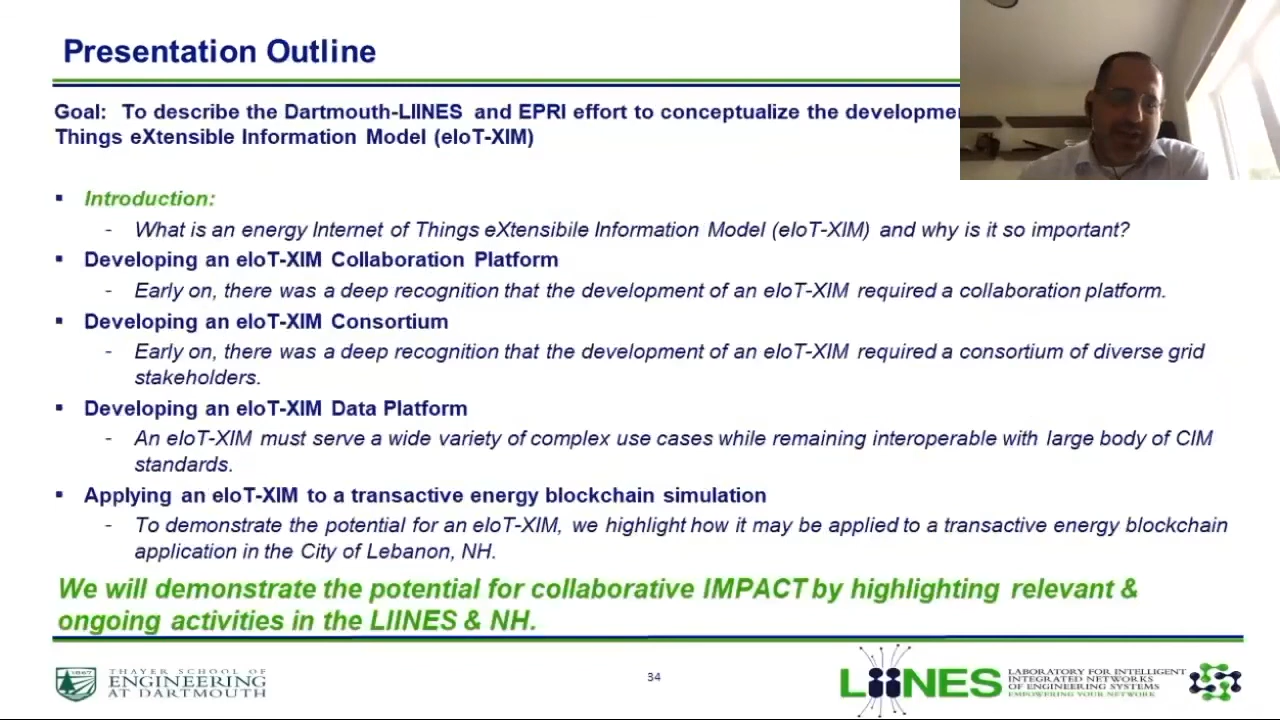 Presentation Outline
Goal: To describe the Dartmouth-LIINES and EPRI effort to conceptualize the
Things eXtensible Information Model (eIoT-XIM)
▪ Introduction:
- What is an energy Internet of Things eXtensibile Information Model (eIoT-XIM) and why is it so important?
▪ Developing an eIoT-XIM Collaboration Platform
- Early on, there was a deep recognition that the development of an eIoT-XIM required a collaboration platform.
▪ Developing an eIoT-XIM Consortium
- Early on, there was a deep recognition that the development of an eIoT-XIM required a consortium of diverse grid
stakeholders.
▪ Developing an eIoT-XIM Data Platform
- An eIoT-XIM must serve a wide variety of complex use cases while remaining interoperable with large body of CIM
standards.
▪ Applying an eIoT-XIM to a transactive energy blockchain simulation
- To demonstrate the potential for an eIoT-XIM, we highlight how it may be applied to a transactive energy blockchain
application in the City of Lebanon, NH.
We will demonstrate the potential for collaborative IMPACT by highlighting relevant &
ongoing activities in the LIINES & NH.
THAYER SCHOOL OF
ENGINEERING
AT DARTMOUTH
34
LIINES
LABORATORY FOR INTELLIGENT
INTEGRATED NETWORKS
OF ENGINEERING SYSTEMS
EMPOWERING YOUR NETWORK